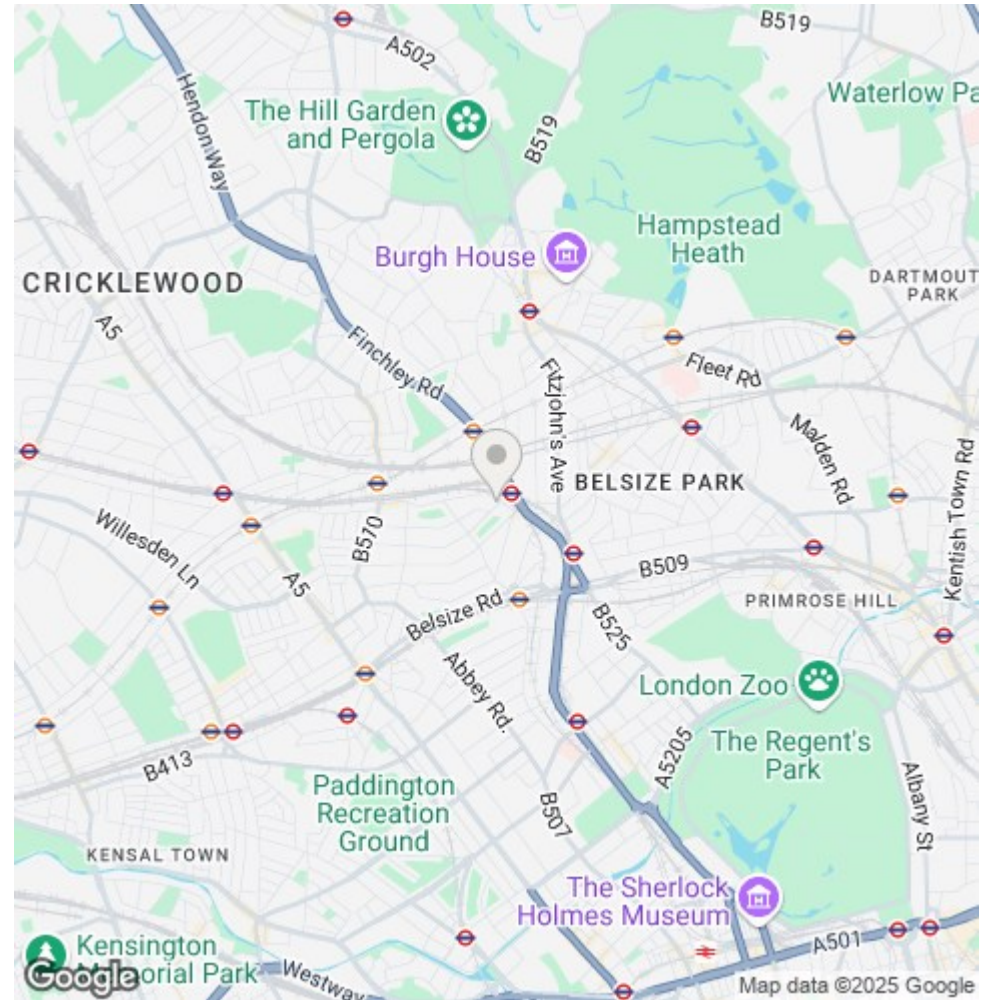 B519
A502
Hendon Way
The Hill Garden
and Pergola
B519
Waterlow Pa
Hampstead
Heath
Burgh House
CRICKLEWOOD
DARTMOUT
PARK
A5
Finchley Rd
Fitzjohn's Ave
Fleet Rd
Malden Rd
Kentish Town Rd
BELSIZE PARK
Willesden Ln
B570
A5
B509
Belsize Rd
B525
PRIMROSE HILL
Abbey Rd.
London Zoo
The Regent's
Park
A5205
Albany St
B413
Paddington
Recreation
Ground
B507
KENSAL TOWN
The Sherlock
Holmes Museum
A501
Kensington
Memorial Park
Westway
Google
Map data ©2025 Google